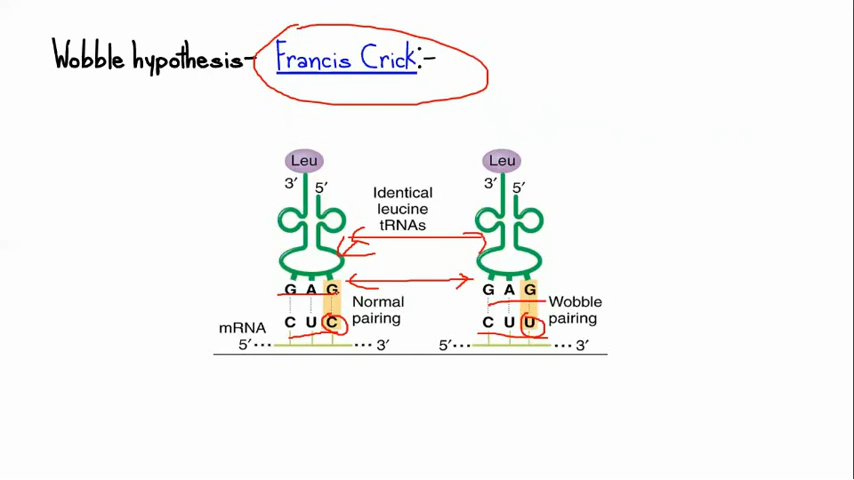 Wobble hypothesis- Francis Crick:-
Leu
Leu
3′ 5′
Identical
leucine
tRNAs
3′ 5′
G A G
G A G
Normal
pairing
Wobble
pairing
mRNA
C U C
C U U
5′••• •••3′
5′••• •••3′